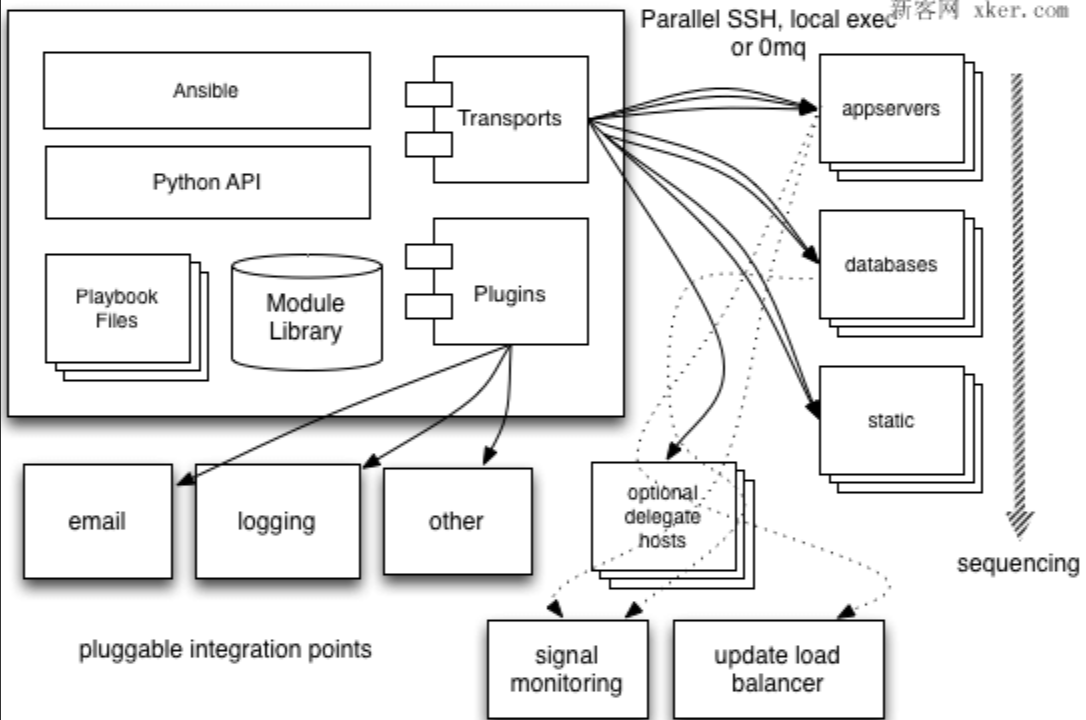 新客网 xker.com
Parallel SSH, local exec
or 0mq
Ansible
Python API
Playbook
Files
Module
Library
Transports
Plugins
appservers
databases
static
sequencing
email
logging
other
optional
delegate
hosts
pluggable integration points
signal
monitoring
update load
balancer